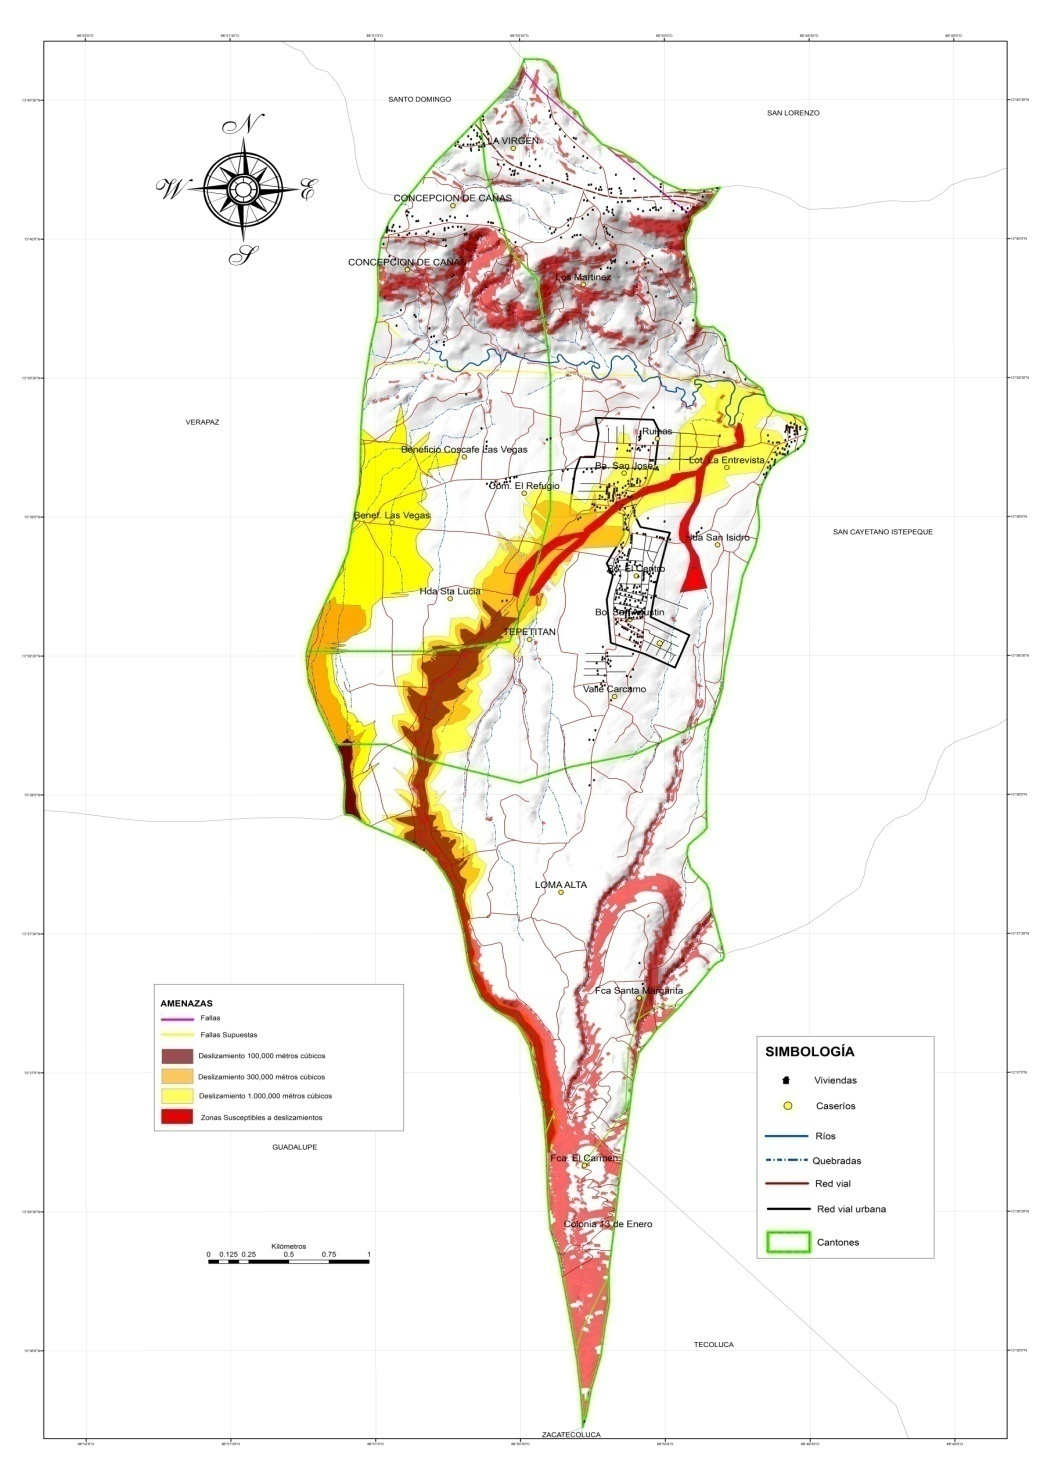 SANTO DOMINGO
SAN LORENZO
N
W
E
S
LA VIRGEN
CONCEPCION DE CAÑAS
CONCEPCION DE CAÑAS
Los Martinez
VERAPAZ
Ruinas
Beneficio Coscafe Las Vegas
Bo. San Jose
Lot. La Entrevista
Com. El Refugio
Benef. Las Vegas
SAN CAYETANO ISTEPEQUE
Hda San Isidro
Bo. El Centro
Hda Sta Lucia
Bo. San Agustin
TEPETITAN
Valle Carcamo
LOMA ALTA
Fca Santa Margarita
AMENAZAS
Fallas
Fallas Supuestas
Deslizamiento 100,000 métros cúbicos
Deslizamiento 300,000 métros cúbicos
Deslizamiento 1.000,000 métros cúbicos
Zonas Susceptibles a deslizamientos
SIMBOLOGÍA
Viviendas
Caseríos
Ríos
Quebradas
Red vial
Red vial urbana
Cantones
GUADALUPE
Fca. El Carmen
Colonia 13 de Enero
Kilómetros
0 0.125 0.25 0.5 0.75 1
TECOLUCA
ZACATECOLUCA